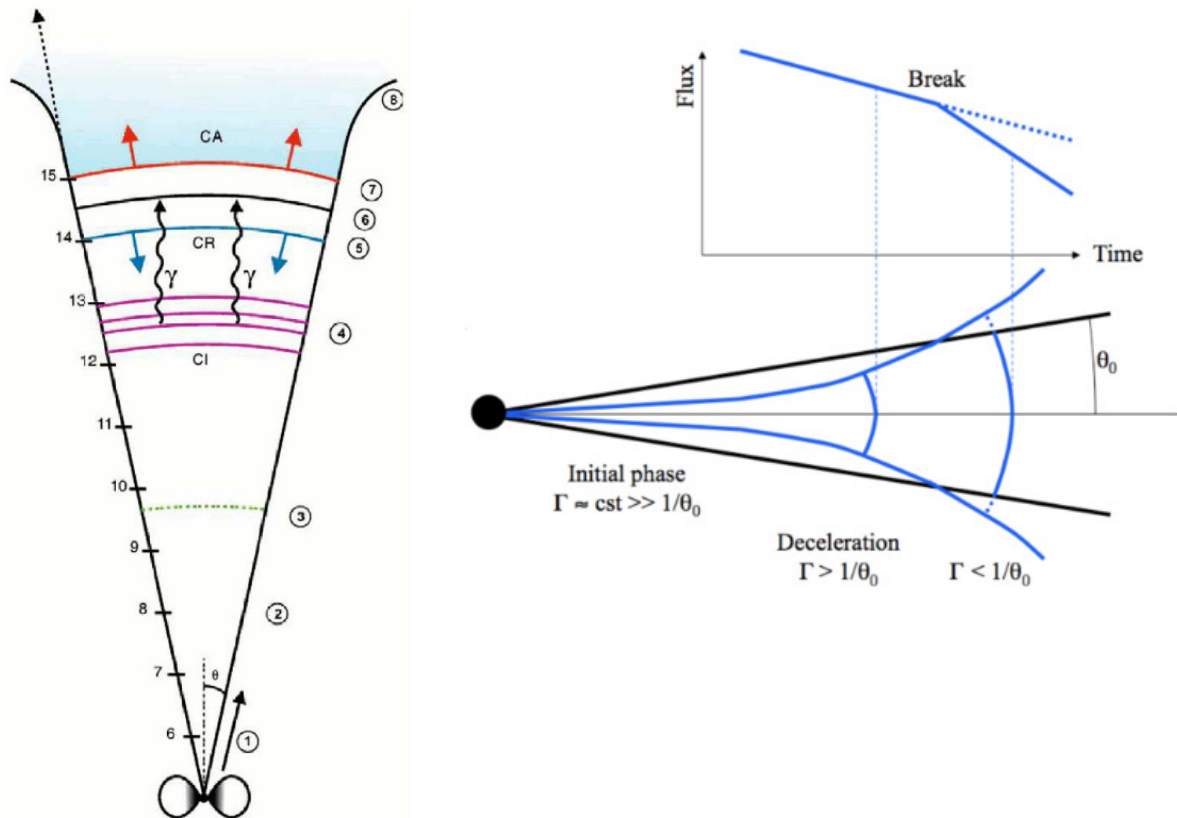 8
CA
15
7
6
14
CR
5
γ γ
13
4
CI
12
11
10
3
9
8
2
7
θ
6
1
Flux
Break
Time
θ₀
Initial phase
Γ ≈ cst >> 1/θ₀
Deceleration
Γ > 1/θ₀
Γ < 1/θ₀